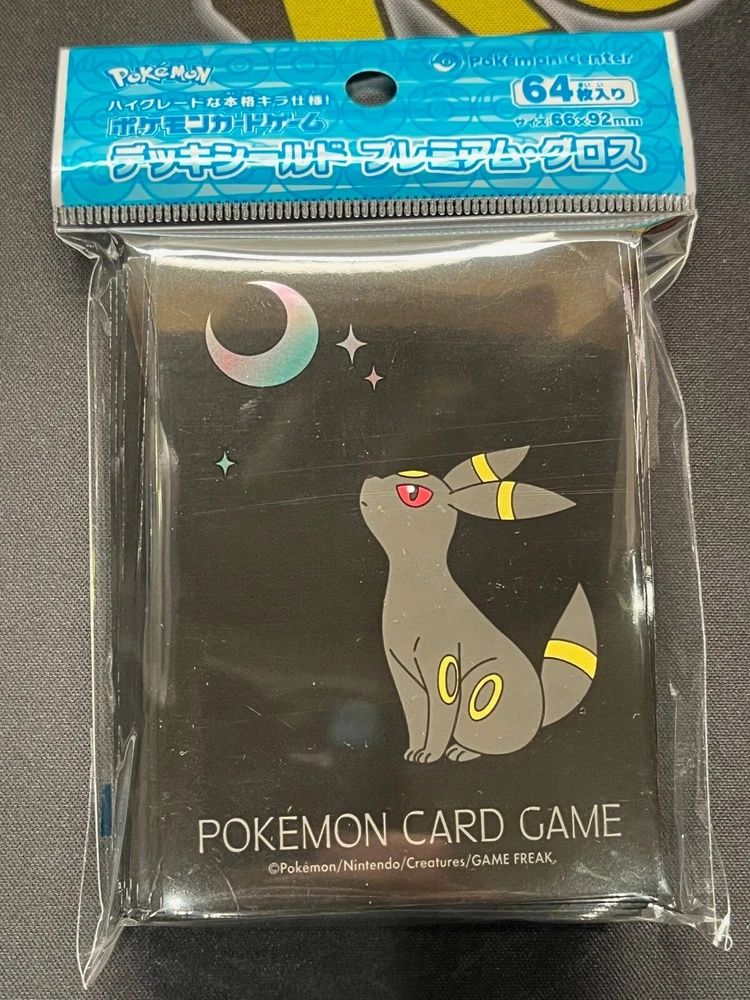 POKéMON
Pokémon Center
ハイグレードな本格キラ仕様!
64枚入り
まい い
ポケモンカードゲーム
サイズ:66×92mm
デッキシールド プレミアム・グロス
POKÉMON CARD GAME
©Pokémon/Nintendo/Creatures/GAME FREAK.